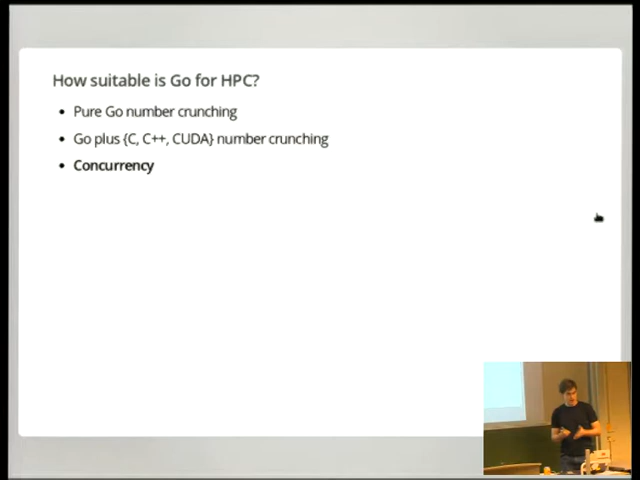 How suitable is Go for HPC?
• Pure Go number crunching
• Go plus {C, C++, CUDA} number crunching
• Concurrency